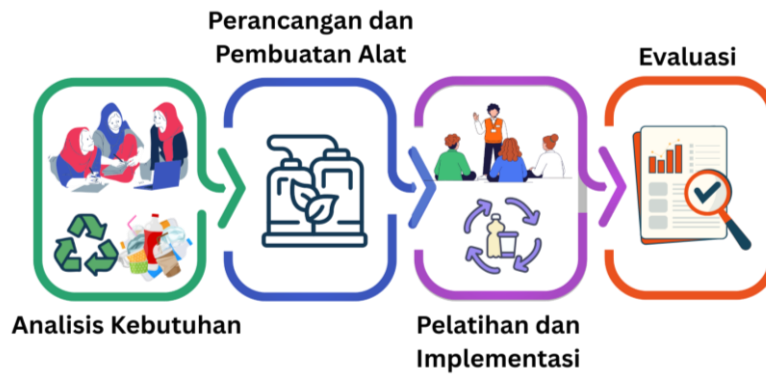 Perancangan dan
Pembuatan Alat
Evaluasi
Analisis Kebutuhan
Pelatihan dan
Implementasi